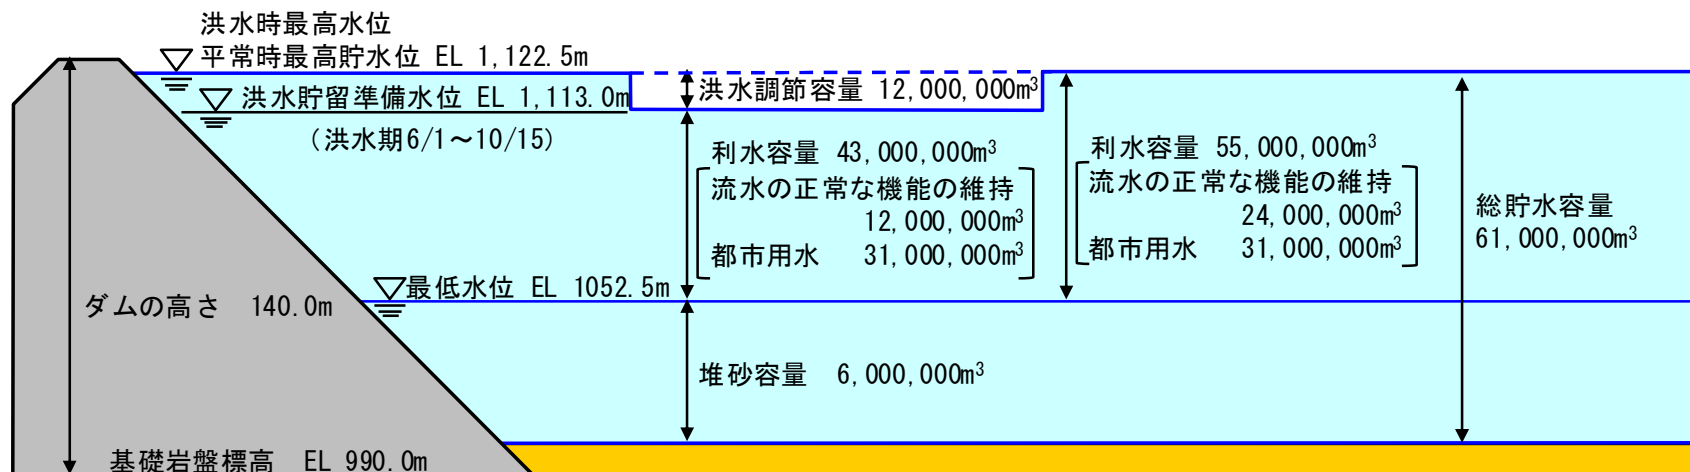 洪水時最高水位
平常時最高貯水位 EL 1,122.5m
洪水貯留準備水位 EL 1,113.0m
(洪水期6/1~10/15)
洪水調節容量 12,000,000m³
利水容量 43,000,000m³
流水の正常な機能の維持
12,000,000m³
都市用水 31,000,000m³
利水容量 55,000,000m³
流水の正常な機能の維持
24,000,000m³
都市用水 31,000,000m³
総貯水容量
61,000,000m³
最低水位 EL 1052.5m
ダムの高さ 140.0m
堆砂容量 6,000,000m³
基礎岩盤標高 EL 990.0m